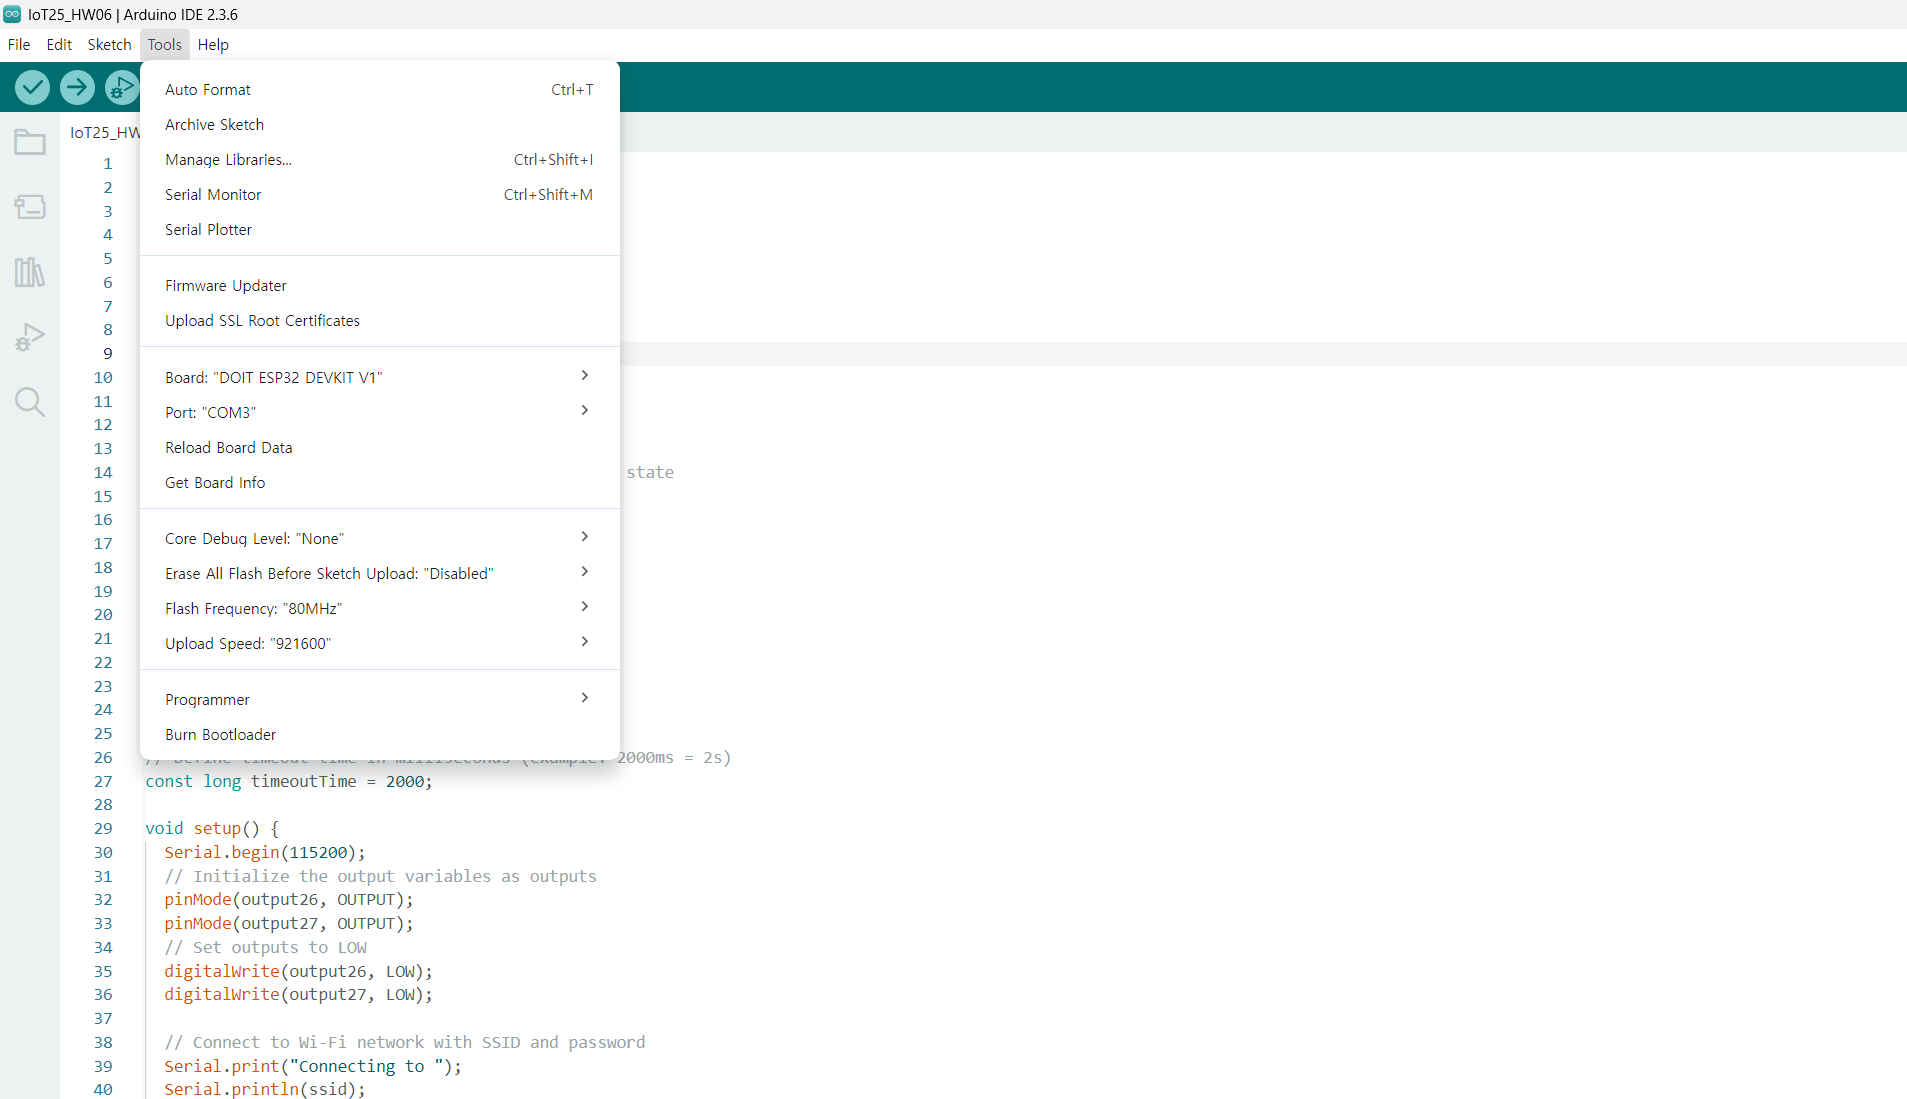 IoT25_HW06 | Arduino IDE 2.3.6
File Edit Sketch Tools Help
Auto Format Ctrl+T
Archive Sketch
Manage Libraries... Ctrl+Shift+I
Serial Monitor Ctrl+Shift+M
Serial Plotter
Firmware Updater
Upload SSL Root Certificates
Board: "DOIT ESP32 DEVKIT V1"
Port: "COM3"
Reload Board Data
Get Board Info
Core Debug Level: "None"
Erase All Flash Before Sketch Upload: "Disabled"
Flash Frequency: "80MHz"
Upload Speed: "921600"
Programmer
Burn Bootloader
IoT25_HW
1
2
3
4
5
6
7
8
9
10
11
12
13
14 state
15
16
17
18
19
20
21
22
23
24
25
26 // Define timeout time in milliseconds (example: 2000ms = 2s)
27 const long timeoutTime = 2000;
28
29 void setup() {
30 Serial.begin(115200);
31 // Initialize the output variables as outputs
32 pinMode(output26, OUTPUT);
33 pinMode(output27, OUTPUT);
34 // Set outputs to LOW
35 digitalWrite(output26, LOW);
36 digitalWrite(output27, LOW);
37
38 // Connect to Wi-Fi network with SSID and password
39 Serial.print("Connecting to ");
40 Serial.println(ssid);